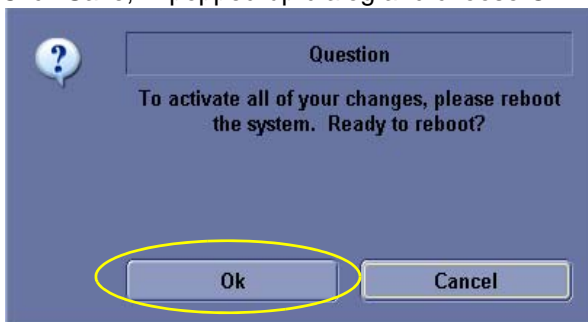 Question
To activate all of your changes, please reboot
the system. Ready to reboot?
Ok
Cancel